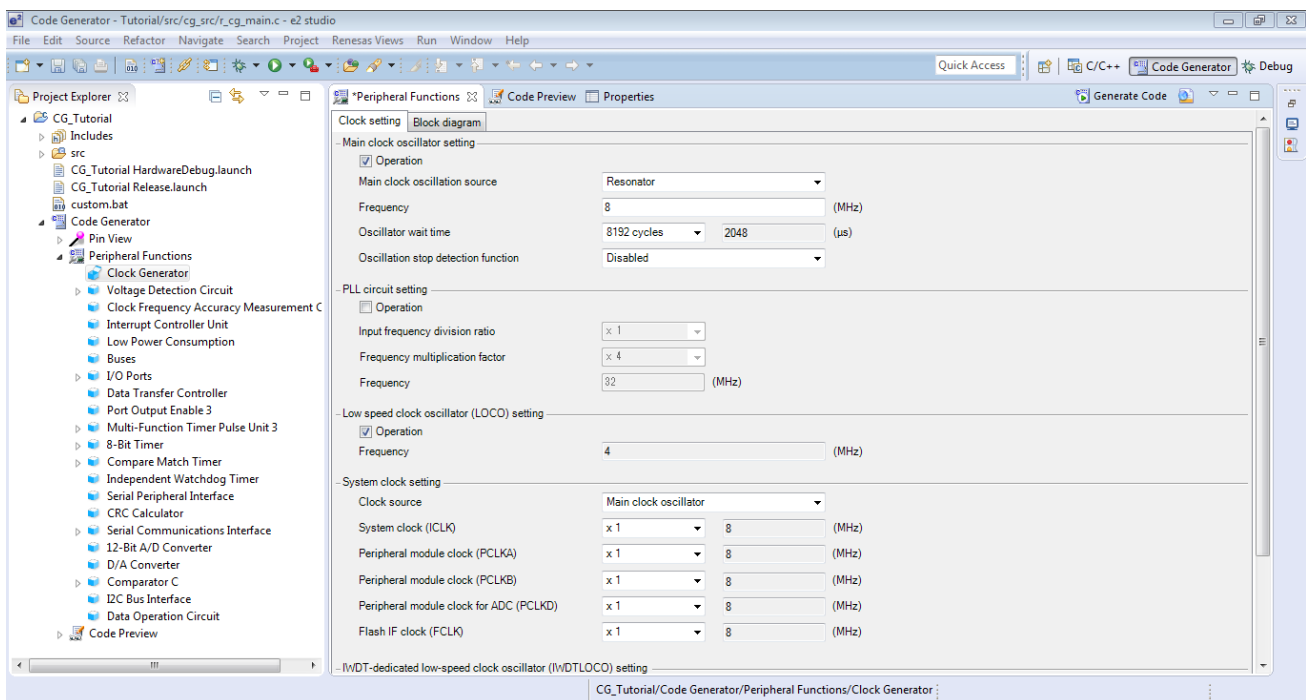 Code Generator - Tutorial/src/cg_src/r_cg_main.c - e2 studio
File Edit Source Refactor Navigate Search Project Renesas Views Run Window Help
Quick Access C/C++ Code Generator Debug
Project Explorer
CG_Tutorial
Includes
src
CG_Tutorial HardwareDebug.launch
CG_Tutorial Release.launch
custom.bat
Code Generator
Pin View
Peripheral Functions
Clock Generator
Voltage Detection Circuit
Clock Frequency Accuracy Measurement C
Interrupt Controller Unit
Low Power Consumption
Buses
I/O Ports
Data Transfer Controller
Port Output Enable 3
Multi-Function Timer Pulse Unit 3
8-Bit Timer
Compare Match Timer
Independent Watchdog Timer
Serial Peripheral Interface
CRC Calculator
Serial Communications Interface
12-Bit A/D Converter
D/A Converter
Comparator C
I2C Bus Interface
Data Operation Circuit
Code Preview
*Peripheral Functions Code Preview Properties Generate Code
Clock setting Block diagram
Main clock oscillator setting
Operation
Main clock oscillation source Resonator
Frequency 8 (MHz)
Oscillator wait time 8192 cycles 2048 (μs)
Oscillation stop detection function Disabled
PLL circuit setting
Operation
Input frequency division ratio x 1
Frequency multiplication factor x 4
Frequency 32 (MHz)
Low speed clock oscillator (LOCO) setting
Operation
Frequency 4 (MHz)
System clock setting
Clock source Main clock oscillator
System clock (ICLK) x 1 8 (MHz)
Peripheral module clock (PCLKA) x 1 8 (MHz)
Peripheral module clock (PCLKB) x 1 8 (MHz)
Peripheral module clock for ADC (PCLKD) x 1 8 (MHz)
Flash IF clock (FCLK) x 1 8 (MHz)
IWDT-dedicated low-speed clock oscillator (IWDTLOCO) setting
CG_Tutorial/Code Generator/Peripheral Functions/Clock Generator